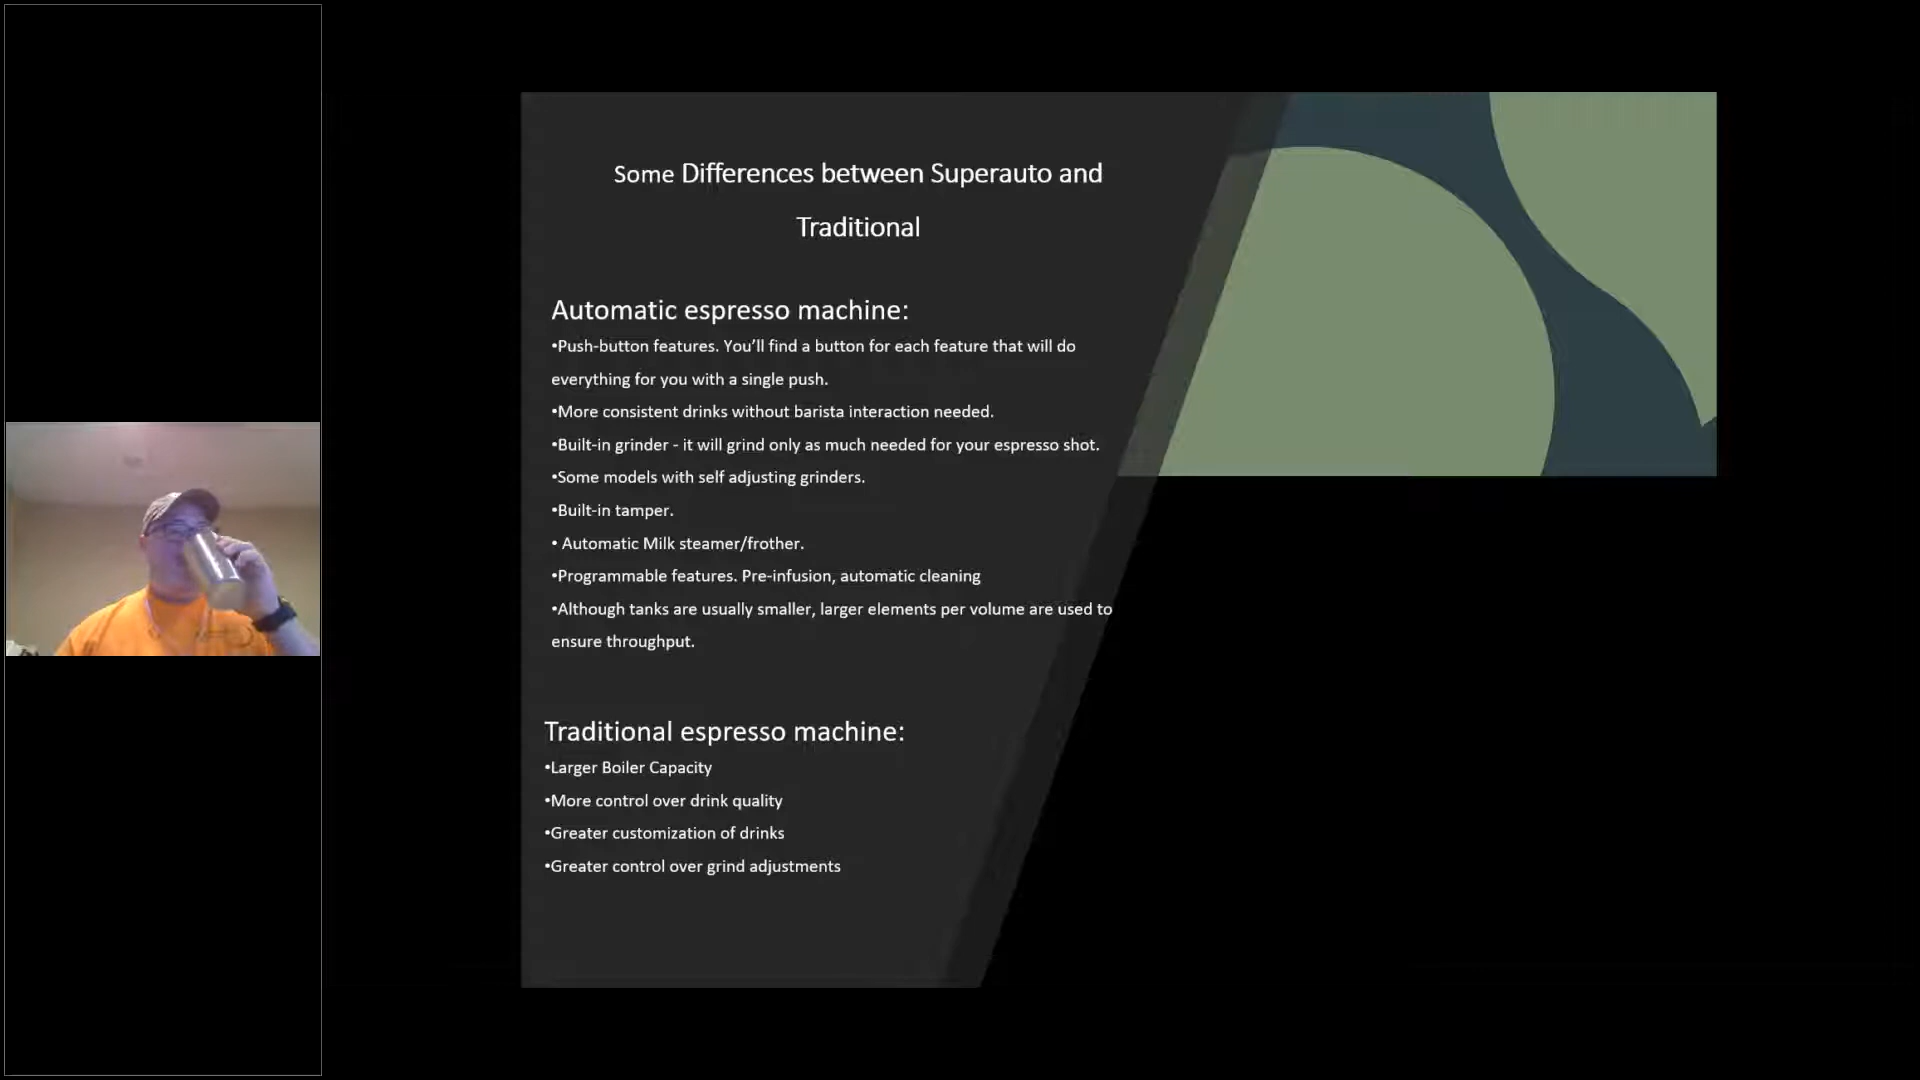 Some Differences between Superauto and
Traditional
Automatic espresso machine:
•Push-button features. You’ll find a button for each feature that will do
everything for you with a single push.
•More consistent drinks without barista interaction needed.
•Built-in grinder - it will grind only as much needed for your espresso shot.
•Some models with self adjusting grinders.
•Built-in tamper.
• Automatic Milk steamer/frother.
•Programmable features. Pre-infusion, automatic cleaning
•Although tanks are usually smaller, larger elements per volume are used to
ensure throughput.
Traditional espresso machine:
•Larger Boiler Capacity
•More control over drink quality
•Greater customization of drinks
•Greater control over grind adjustments